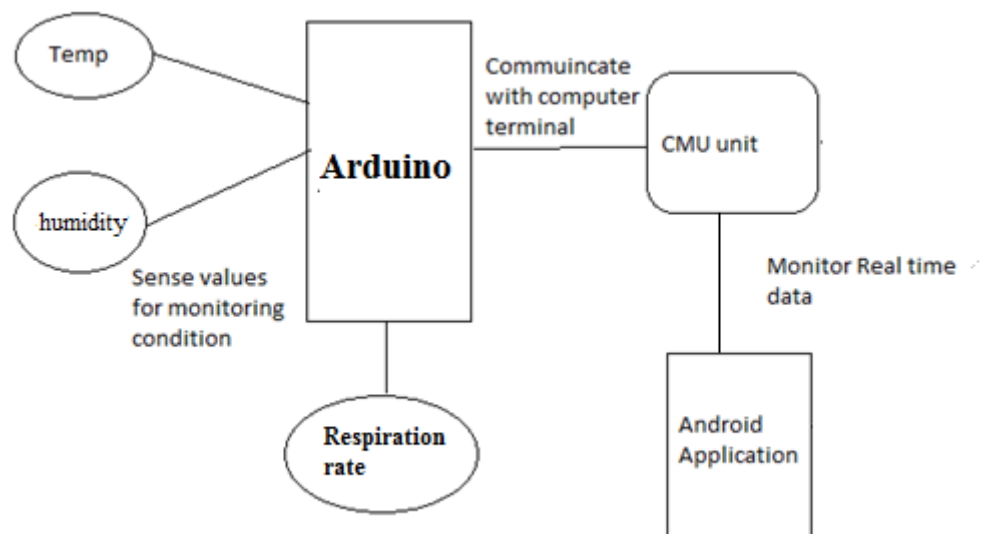 Temp
Commuincate
with computer
terminal
CMU unit
Arduino
humidity
Sense values
for monitoring
condition
Monitor Real time
data
Respiration
rate
Android
Application